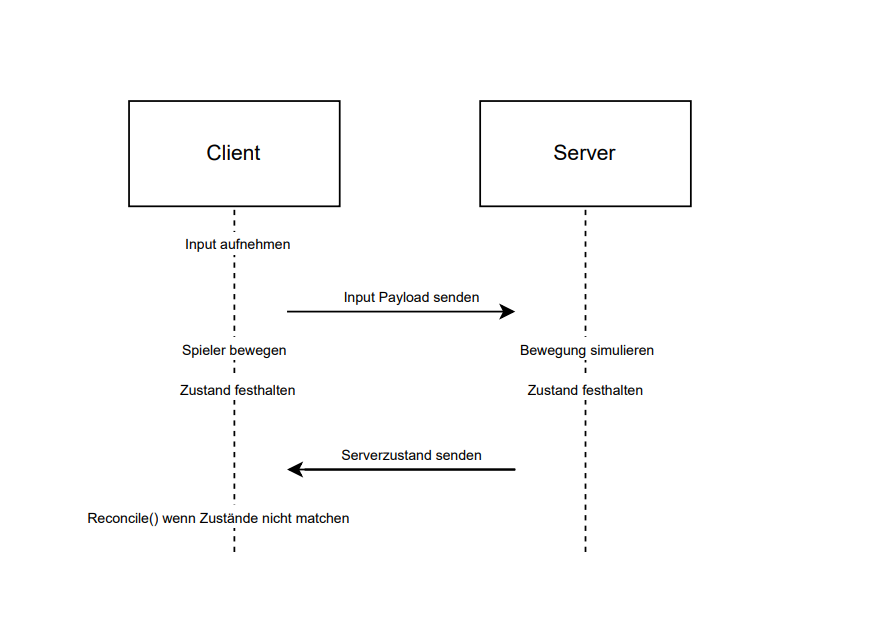 Client
Server
Input aufnehmen
Input Payload senden
Spieler bewegen
Bewegung simulieren
Zustand festhalten
Zustand festhalten
Serverzustand senden
Reconcile() wenn Zustände nicht matchen